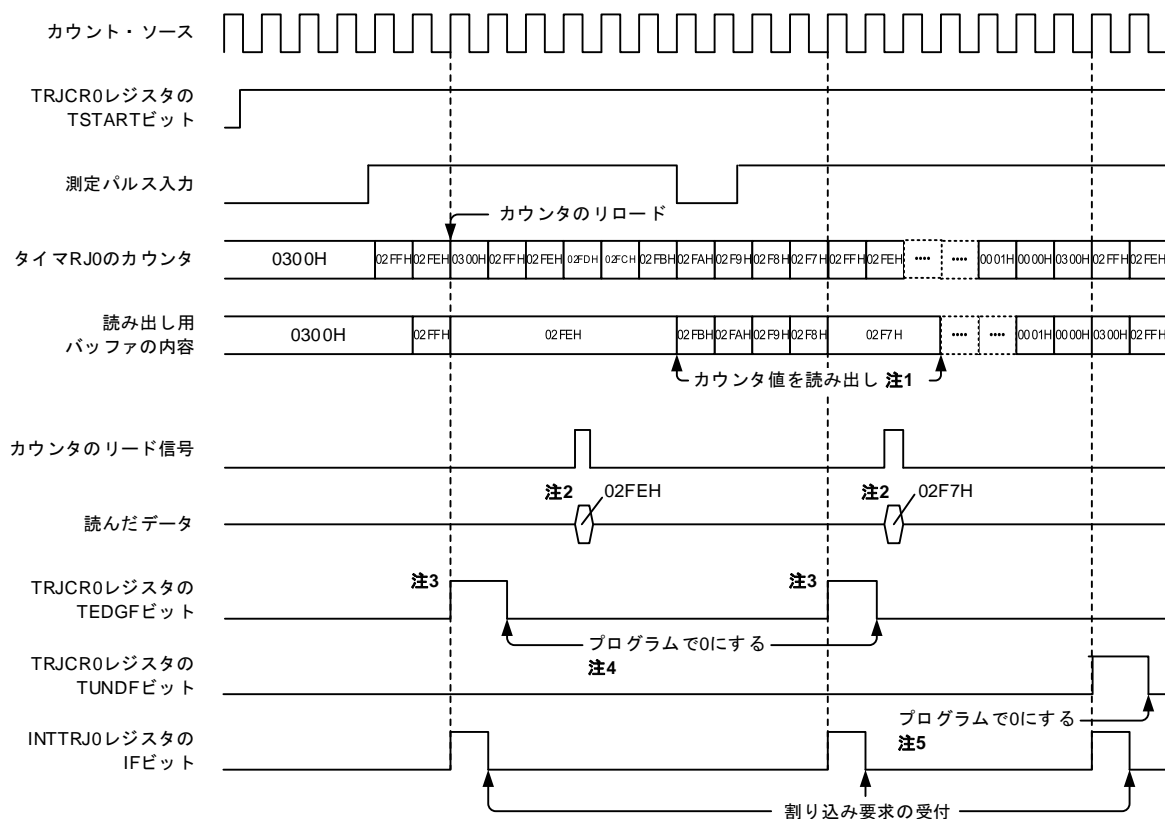 カウント・ソース
TRJCR0レジスタの
TSTARTビット
測定パルス入力
カウンタのリロード
タイマRJ0のカウンタ
0300H 02FFH 02FEH 0300H 02FFH 02FEH 02FDH 02FCH 02FBH 02FAH 02F9H 02F8H 02F7H 02FFH 02FEH •••• •••• 0001H 0000H 0300H 02FFH 02FEH
読み出し用
バッファの内容
0300H 02FFH 02FEH 02FBH 02FAH 02F9H 02F8H 02F7H •••• •••• 0001H 0000H 0300H 02FFH
カウンタ値を読み出し 注1
カウンタのリード信号
注2 02FEH 注2 02F7H
読んだデータ
TRJCR0レジスタの
TEDGFビット
注3 注3
プログラムで0にする
注4
TRJCR0レジスタの
TUNDFビット
プログラムで0にする
注5
INTTRJ0レジスタの
IFビット
割り込み要求の受付